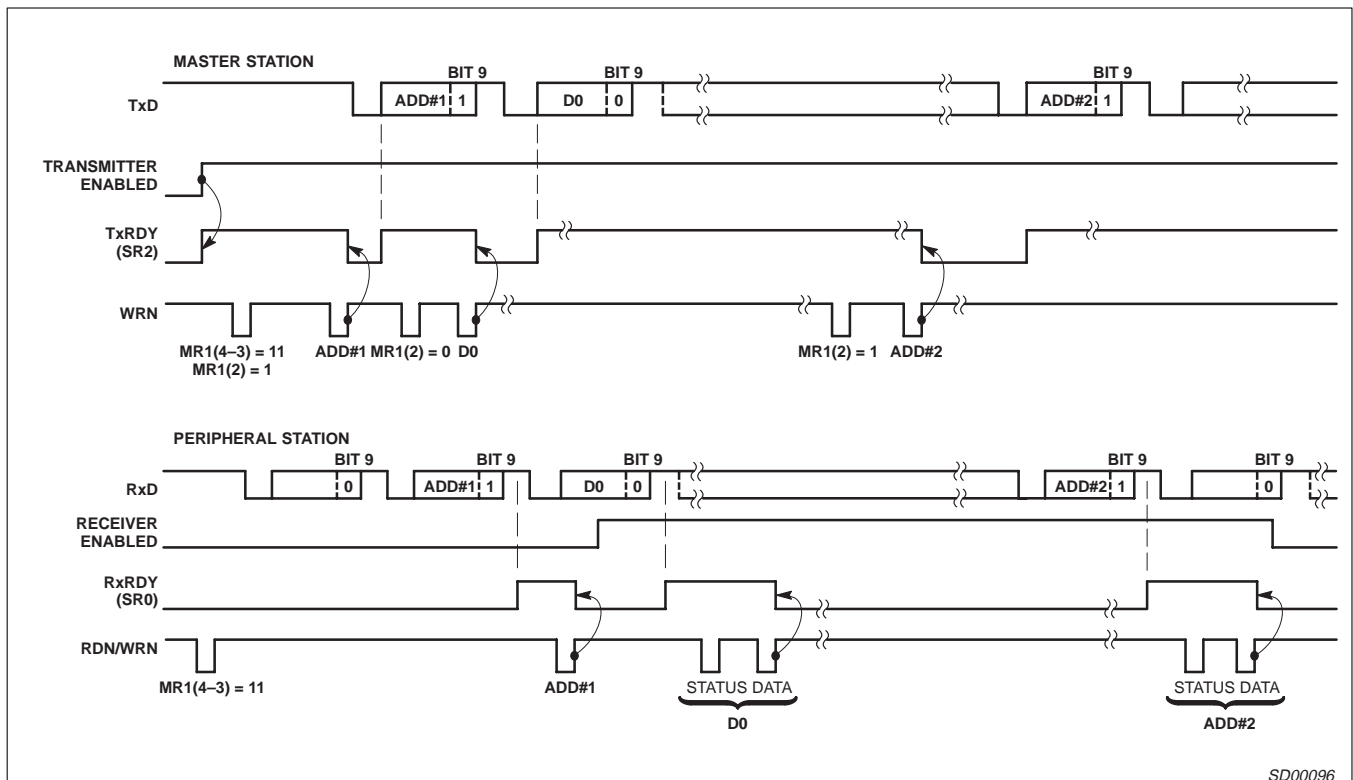 MASTER STATION
BIT 9 BIT 9 BIT 9
TxD ADD#1 1 D0 0 ADD#2 1
TRANSMITTER
ENABLED
TxRDY
(SR2)
WRN
MR1(4–3) = 11 ADD#1 MR1(2) = 0 D0 MR1(2) = 1 ADD#2
MR1(2) = 1
PERIPHERAL STATION
BIT 9 BIT 9 BIT 9 BIT 9 BIT 9
RxD 0 ADD#1 1 D0 0 ADD#2 1 0
RECEIVER
ENABLED
RxRDY
(SR0)
RDN/WRN
MR1(4–3) = 11 ADD#1 STATUS DATA STATUS DATA
D0 ADD#2
SD00096